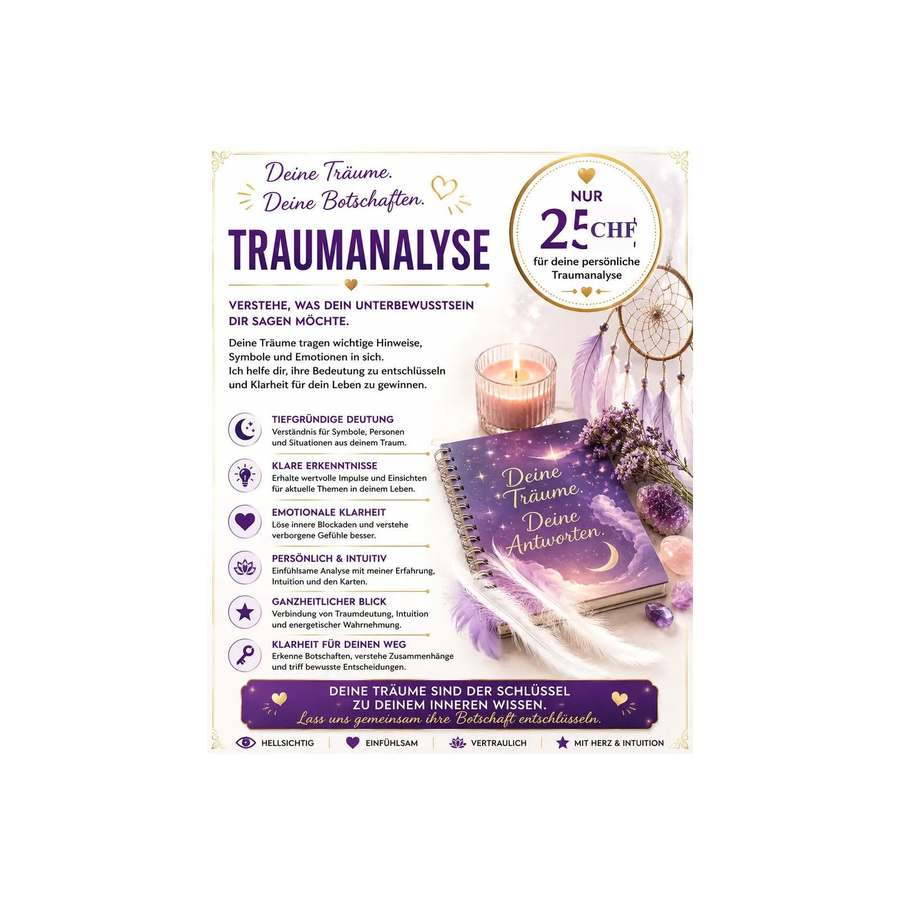 Deine Träume.
Deine Botschaften.
TRAUMANALYSE
NUR
25 CHF
für deine persönliche
Traumanalyse
VERSTEHE, WAS DEIN UNTERBEWUSSTSEIN
DIR SAGEN MÖCHTE.
Deine Träume tragen wichtige Hinweise,
Symbole und Emotionen in sich.
Ich helfe dir, ihre Bedeutung zu entschlüsseln
und Klarheit für dein Leben zu gewinnen.
TIEFGRÜNDIGE DEUTUNG
Verständnis für Symbole, Personen
und Situationen aus deinem Traum.
KLARE ERKENNTNISSE
Erhalte wertvolle Impulse und Einsichten
für aktuelle Themen in deinem Leben.
EMOTIONALE KLARHEIT
Löse innere Blockaden und verstehe
verborgene Gefühle besser.
PERSÖNLICH & INTUITIV
Einfühlsame Analyse mit meiner Erfahrung,
Intuition und den Karten.
GANZHEITLICHER BLICK
Verbindung von Traumdeutung, Intuition
und energetischer Wahrnehmung.
KLARHEIT FÜR DEINEN WEG
Erkenne Botschaften, verstehe Zusammenhänge
und triff bewusste Entscheidungen.
Deine
Träume.
Deine
Antworten.
DEINE TRÄUME SIND DER SCHLÜSSEL
ZU DEINEM INNEREN WISSEN.
Lass uns gemeinsam ihre Botschaft entschlüsseln.
HELLSICHTIG
EINFÜHLSAM
VERTRAULICH
MIT HERZ & INTUITION